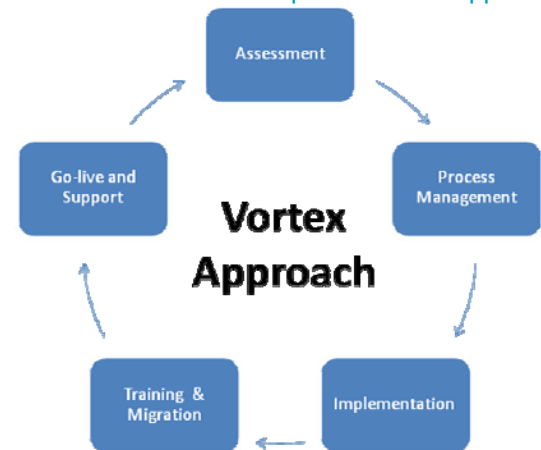 Assessment
Process
Management
Implementation
Training & 
Migration
Go-live and
Support
Vortex
Approach